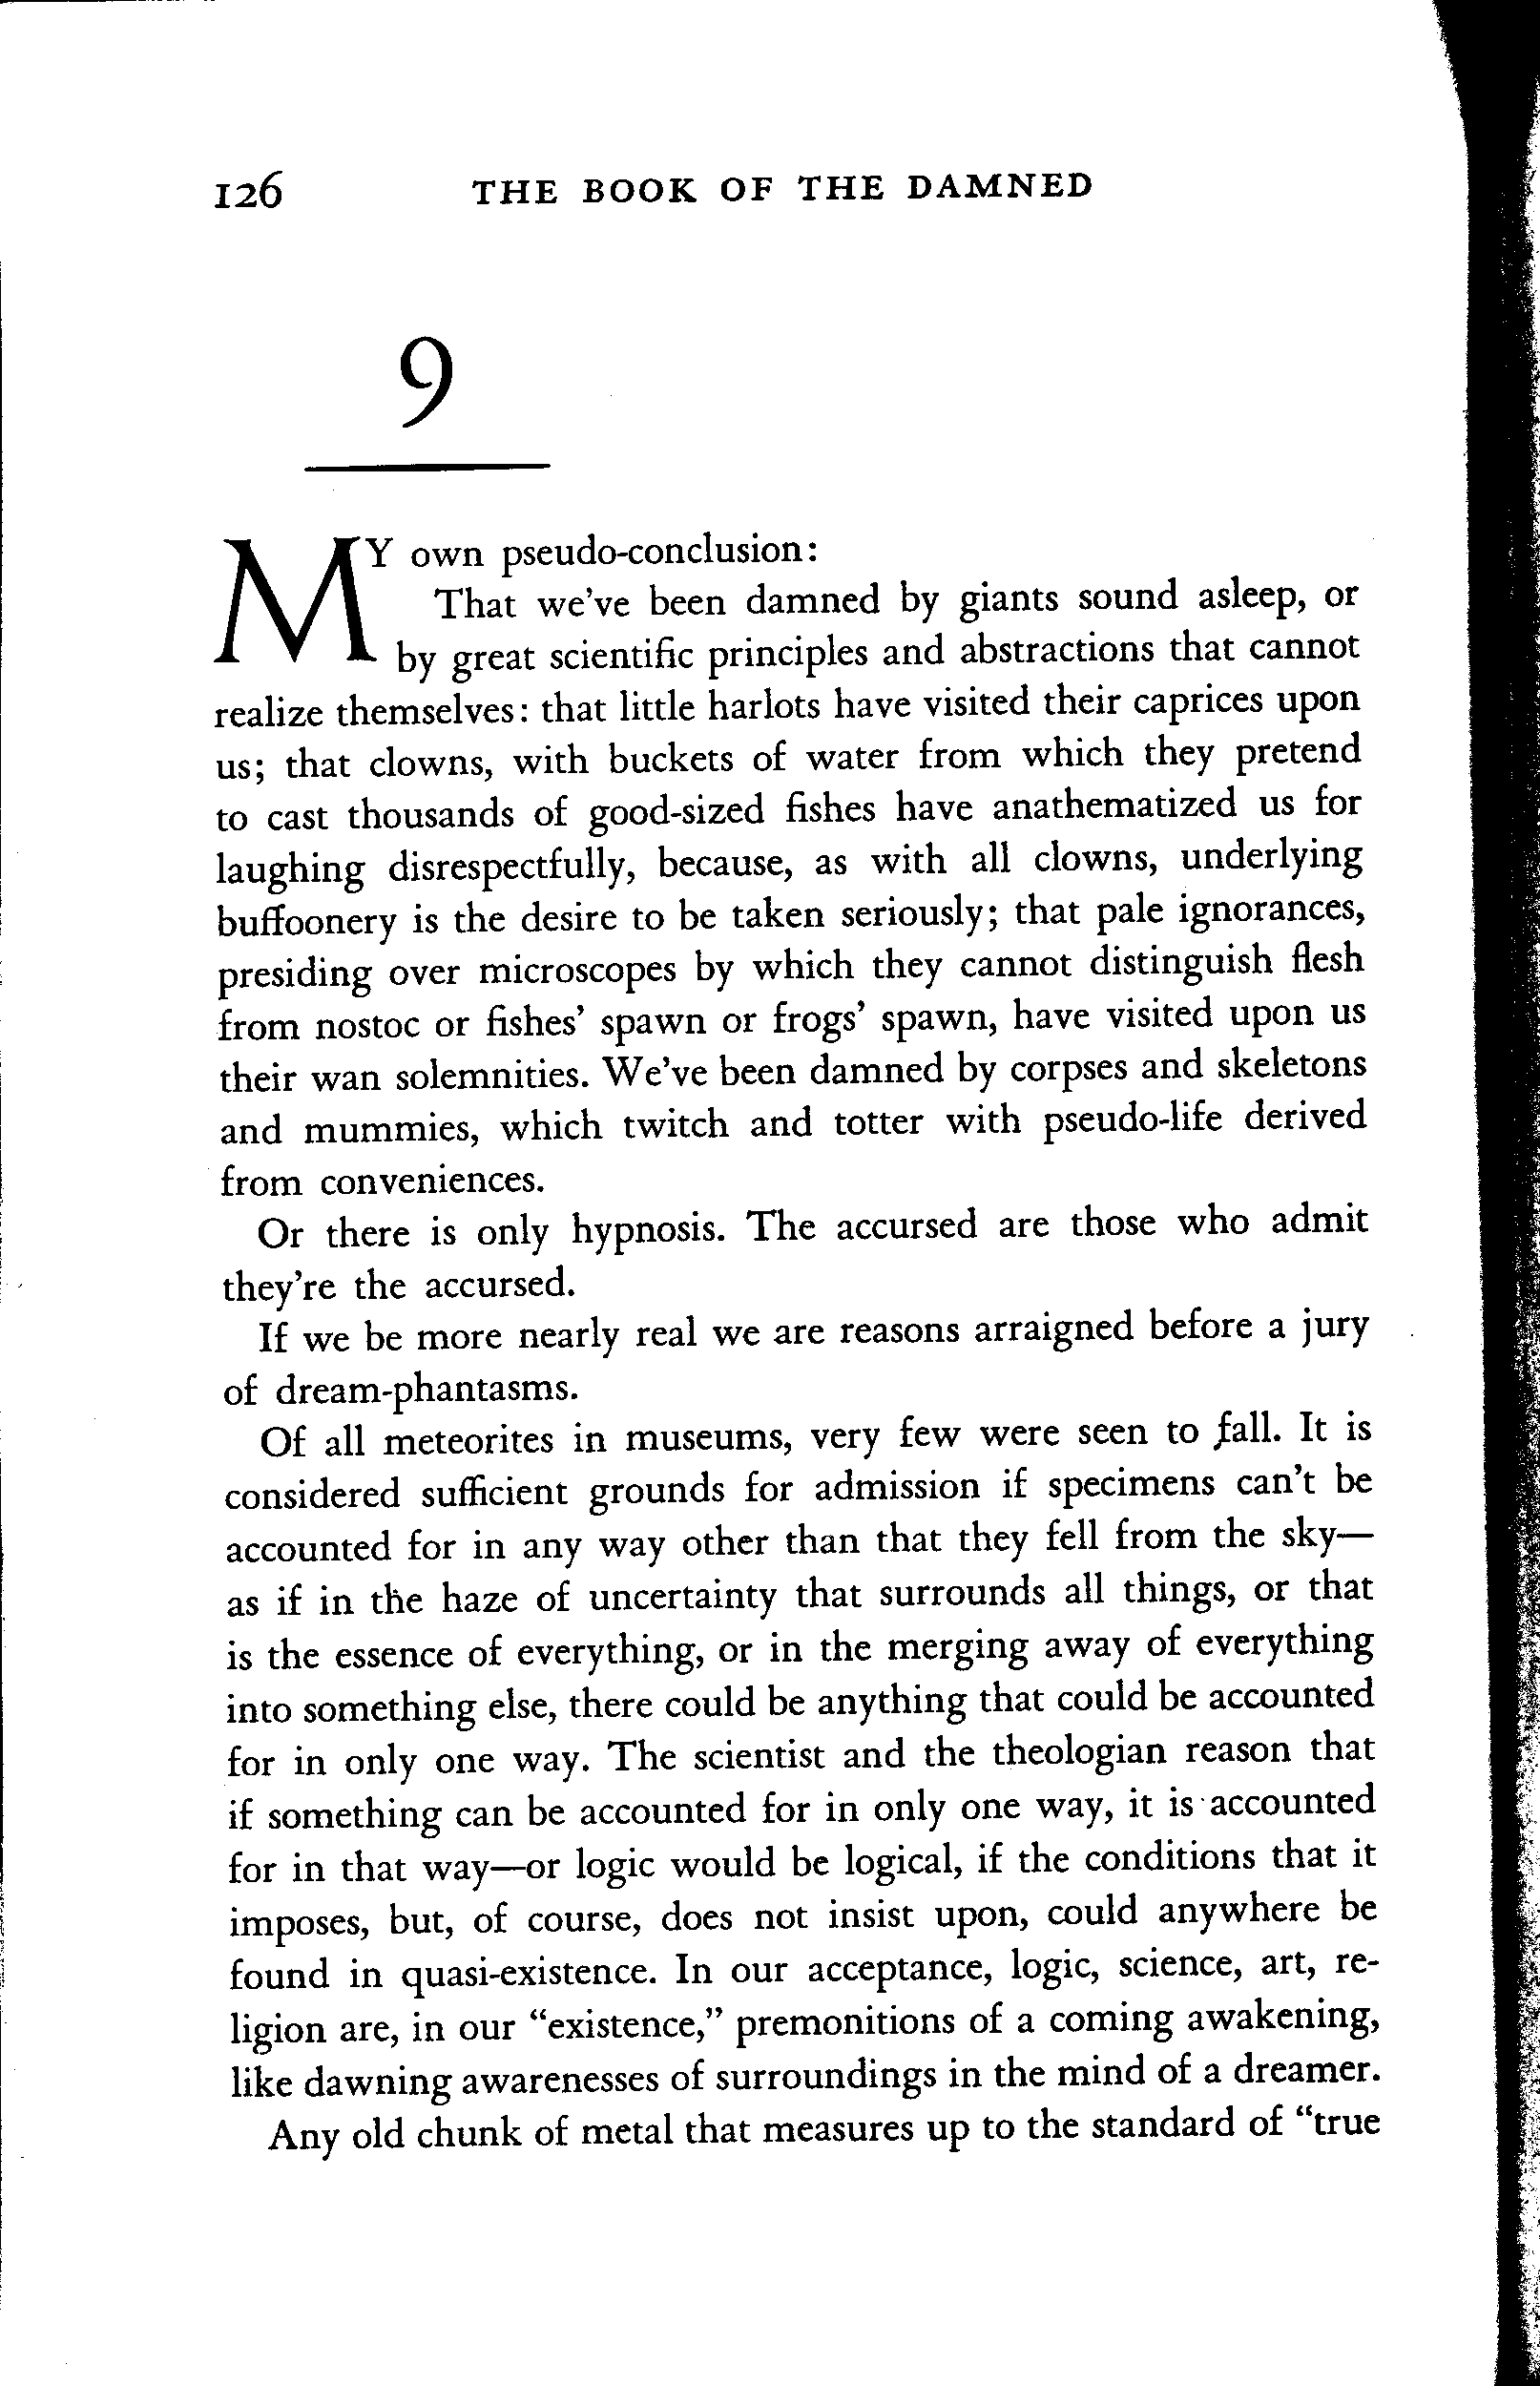 126 THE BOOK OF THE DAMNED
9
MY own pseudo-conclusion:
That we've been damned by giants sound asleep, or
by great scientific principles and abstractions that cannot
realize themselves: that little harlots have visited their caprices upon
us; that clowns, with buckets of water from which they pretend
to cast thousands of good-sized fishes have anathematized us for
laughing disrespectfully, because, as with all clowns, underlying
buffoonery is the desire to be taken seriously; that pale ignorances,
presiding over microscopes by which they cannot distinguish flesh
from nostoc or fishes' spawn or frogs' spawn, have visited upon us
their wan solemnities. We've been damned by corpses and skeletons
and mummies, which twitch and totter with pseudo-life derived
from conveniences.
Or there is only hypnosis. The accursed are those who admit
they're the accursed.
If we be more nearly real we are reasons arraigned before a jury
of dream-phantasms.
Of all meteorites in museums, very few were seen to fall. It is
considered sufficient grounds for admission if specimens can't be
accounted for in any way other than that they fell from the sky—
as if in the haze of uncertainty that surrounds all things, or that
is the essence of everything, or in the merging away of everything
into something else, there could be anything that could be accounted
for in only one way. The scientist and the theologian reason that
if something can be accounted for in only one way, it is accounted
for in that way—or logic would be logical, if the conditions that it
imposes, but, of course, does not insist upon, could anywhere be
found in quasi-existence. In our acceptance, logic, science, art, re-
ligion are, in our "existence," premonitions of a coming awakening,
like dawning awarenesses of surroundings in the mind of a dreamer.
Any old chunk of metal that measures up to the standard of "true